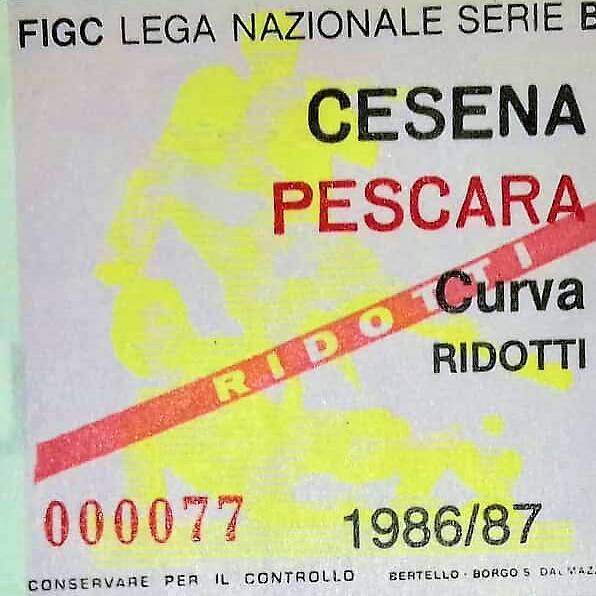 FIGC LEGA NAZIONALE SERIE B
CESENA
PESCARA
Curva
RIDOTTI
RIDOTTI
000077
1986/87
CONSERVARE PER IL CONTROLLO BERTELLO - BORGO S DALMAZ